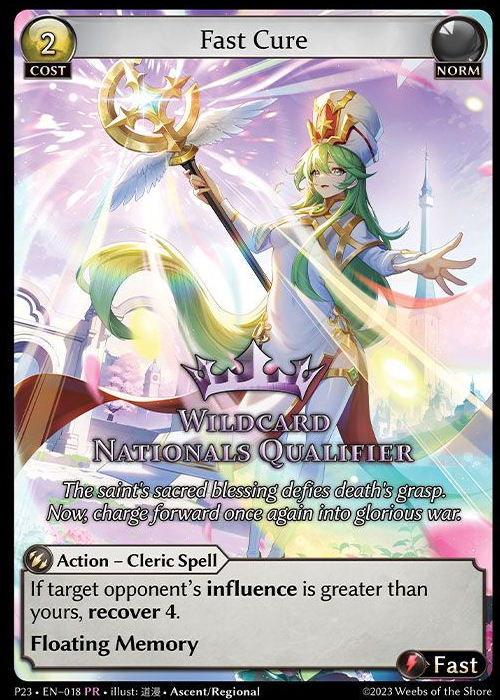 2
COST
Fast Cure
NORM
WILDCARD
NATIONALS QUALIFIER
The saint's sacred blessing defies death's grasp.
Now, charge forward once again into glorious war.
Action – Cleric Spell
If target opponent's influence is greater than
yours, recover 4.
Floating Memory
Fast
P23 • EN–018 PR • illust: 道漫 • Ascent/Regional
©2023 Weebs of the Shore